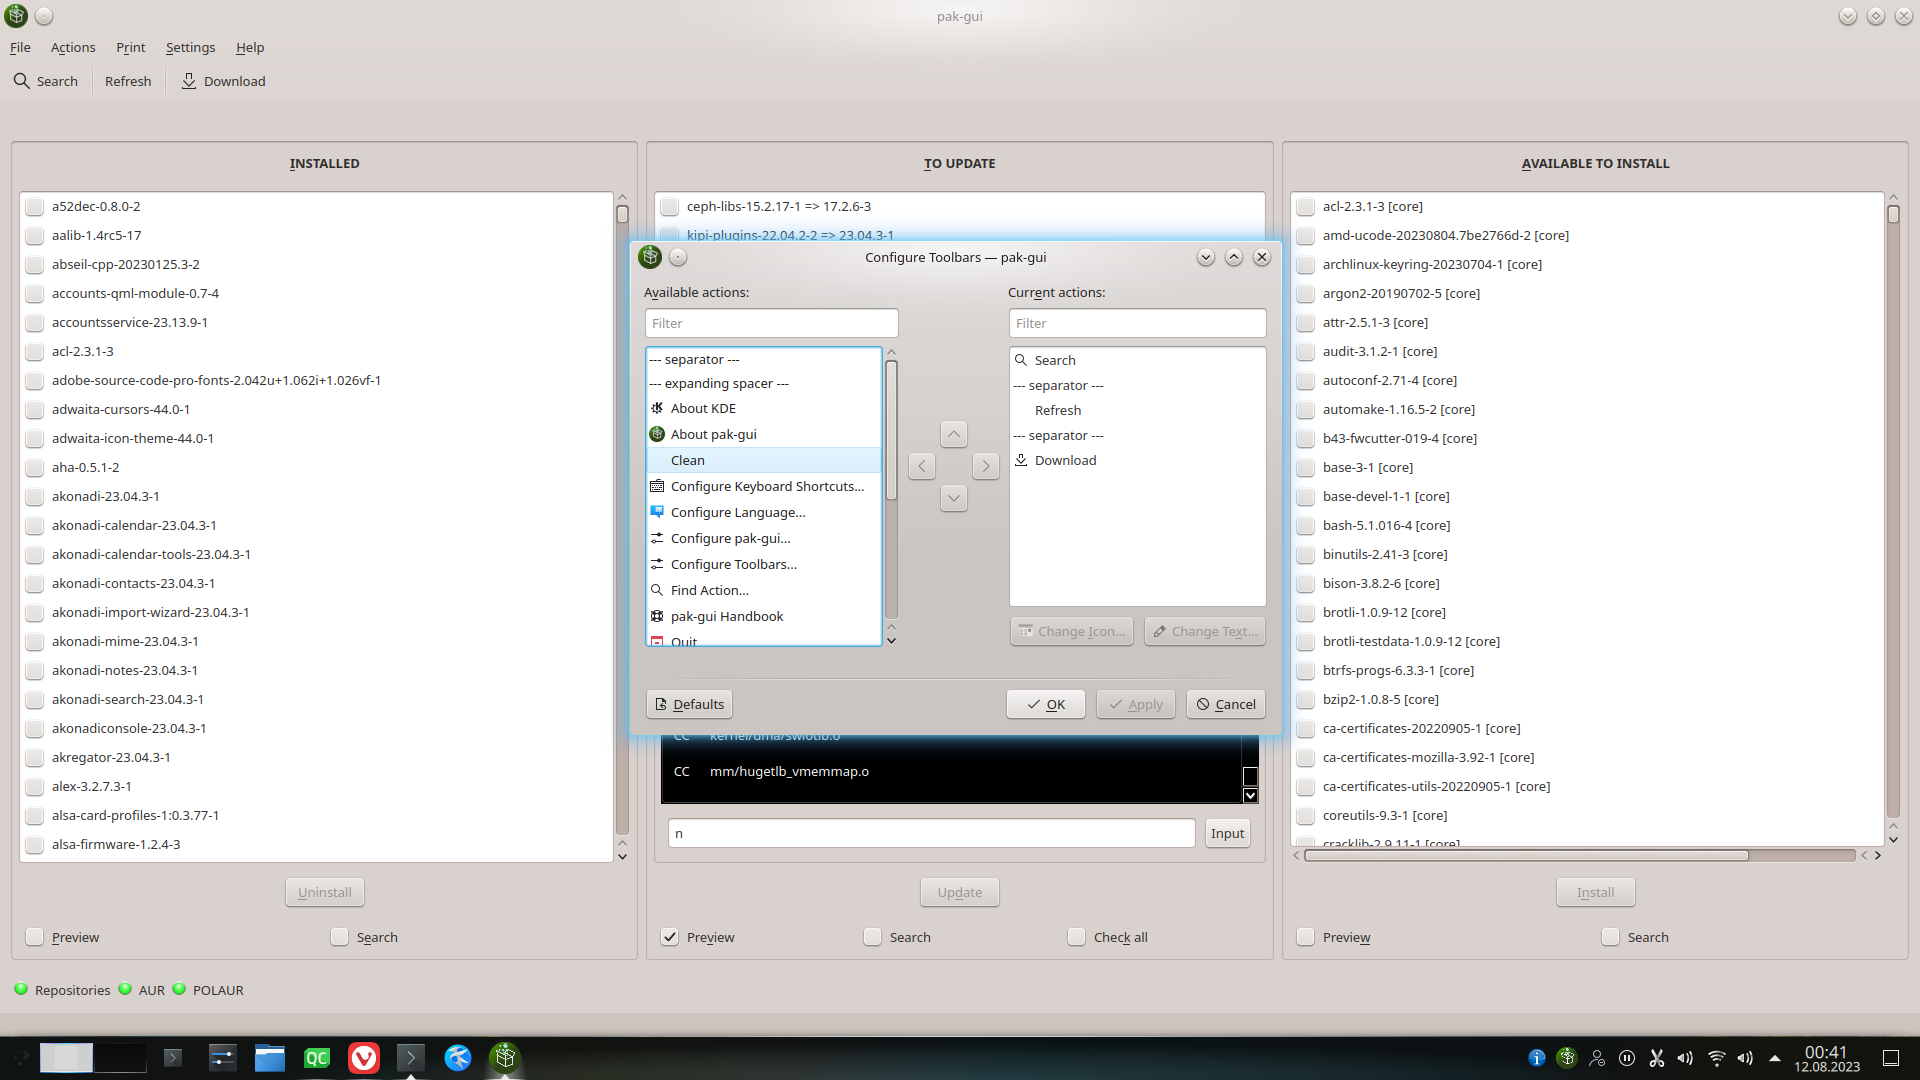 pak-gui
File Actions Print Settings Help
Search Refresh Download
INSTALLED
a52dec-0.8.0-2
aalib-1.4rc5-17
abseil-cpp-20230125.3-2
accounts-qml-module-0.7-4
accountsservice-23.13.9-1
acl-2.3.1-3
adobe-source-code-pro-fonts-2.042u+1.062i+1.026vf-1
adwaita-cursors-44.0-1
adwaita-icon-theme-44.0-1
aha-0.5.1-2
akonadi-23.04.3-1
akonadi-calendar-23.04.3-1
akonadi-calendar-tools-23.04.3-1
akonadi-contacts-23.04.3-1
akonadi-import-wizard-23.04.3-1
akonadi-mime-23.04.3-1
akonadi-notes-23.04.3-1
akonadi-search-23.04.3-1
akonadiconsole-23.04.3-1
akregator-23.04.3-1
alex-3.2.7.3-1
alsa-card-profiles-1:0.3.77-1
alsa-firmware-1.2.4-3
Uninstall
Preview Search
TO UPDATE
ceph-libs-15.2.17-1 => 17.2.6-3
kipi-plugins-22.04.2-2 => 23.04.3-1
Configure Toolbars — pak-gui
Available actions:
Filter
--- separator ---
--- expanding spacer ---
About KDE
About pak-gui
Clean
Configure Keyboard Shortcuts...
Configure Language...
Configure pak-gui...
Configure Toolbars...
Find Action...
pak-gui Handbook
Quit
Current actions:
Filter
Search
--- separator ---
Refresh
--- separator ---
Download
Change Icon... Change Text...
Defaults OK Apply Cancel
CC kernel/dma/swiotlb.o
CC mm/hugetlb_vmemmap.o
n Input
Update
Preview Search Check all
AVAILABLE TO INSTALL
acl-2.3.1-3 [core]
amd-ucode-20230804.7be2766d-2 [core]
archlinux-keyring-20230704-1 [core]
argon2-20190702-5 [core]
attr-2.5.1-3 [core]
audit-3.1.2-1 [core]
autoconf-2.71-4 [core]
automake-1.16.5-2 [core]
b43-fwcutter-019-4 [core]
base-3-1 [core]
base-devel-1-1 [core]
bash-5.1.016-4 [core]
binutils-2.41-3 [core]
bison-3.8.2-6 [core]
brotli-1.0.9-12 [core]
brotli-testdata-1.0.9-12 [core]
btrfs-progs-6.3.3-1 [core]
bzip2-1.0.8-5 [core]
ca-certificates-20220905-1 [core]
ca-certificates-mozilla-3.92-1 [core]
ca-certificates-utils-20220905-1 [core]
coreutils-9.3-1 [core]
cracklib-2.9.11-1 [core]
Install
Preview Search
Repositories AUR POLAUR
QC
00:41
12.08.2023